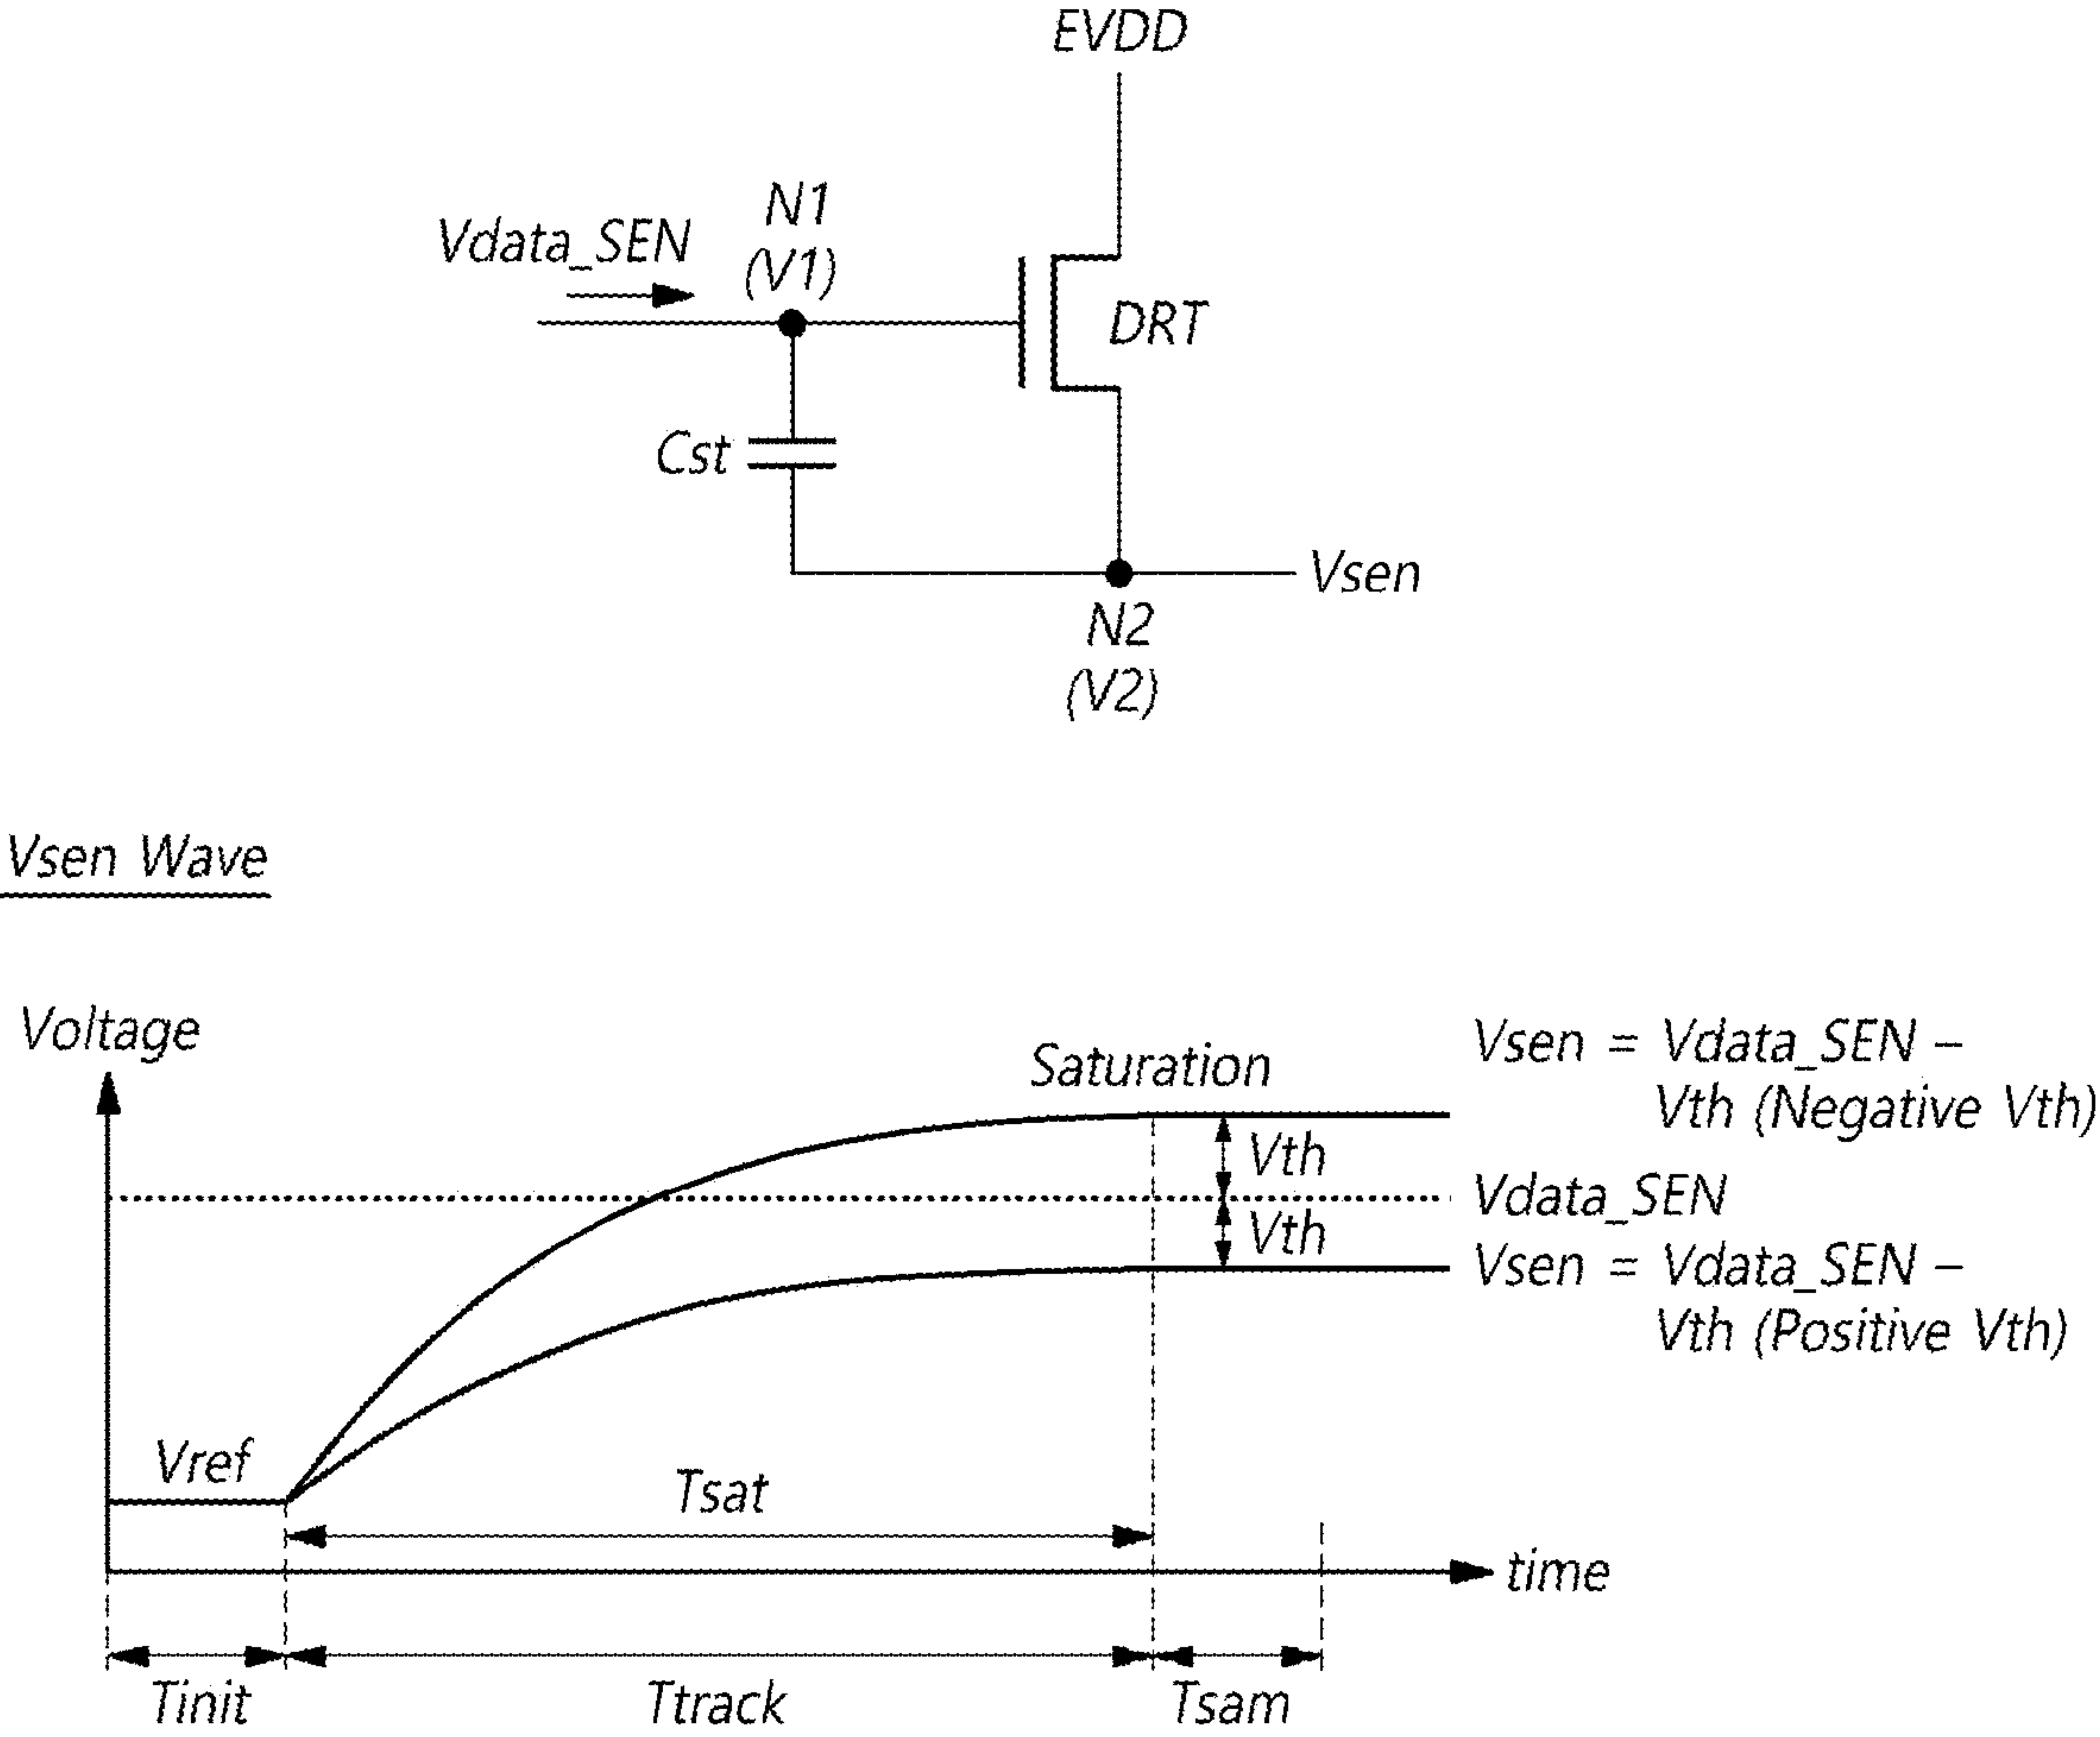 EVDD
N1
Vdata_SEN
(V1)
DRT
Cst
Vsen
N2
(V2)
Vsen Wave
Voltage
Saturation
Vsen = Vdata_SEN –
Vth (Negative Vth)
Vth
Vdata_SEN
Vth
Vsen = Vdata_SEN –
Vth (Positive Vth)
Vref
Tsat
time
Tinit
Ttrack
Tsam